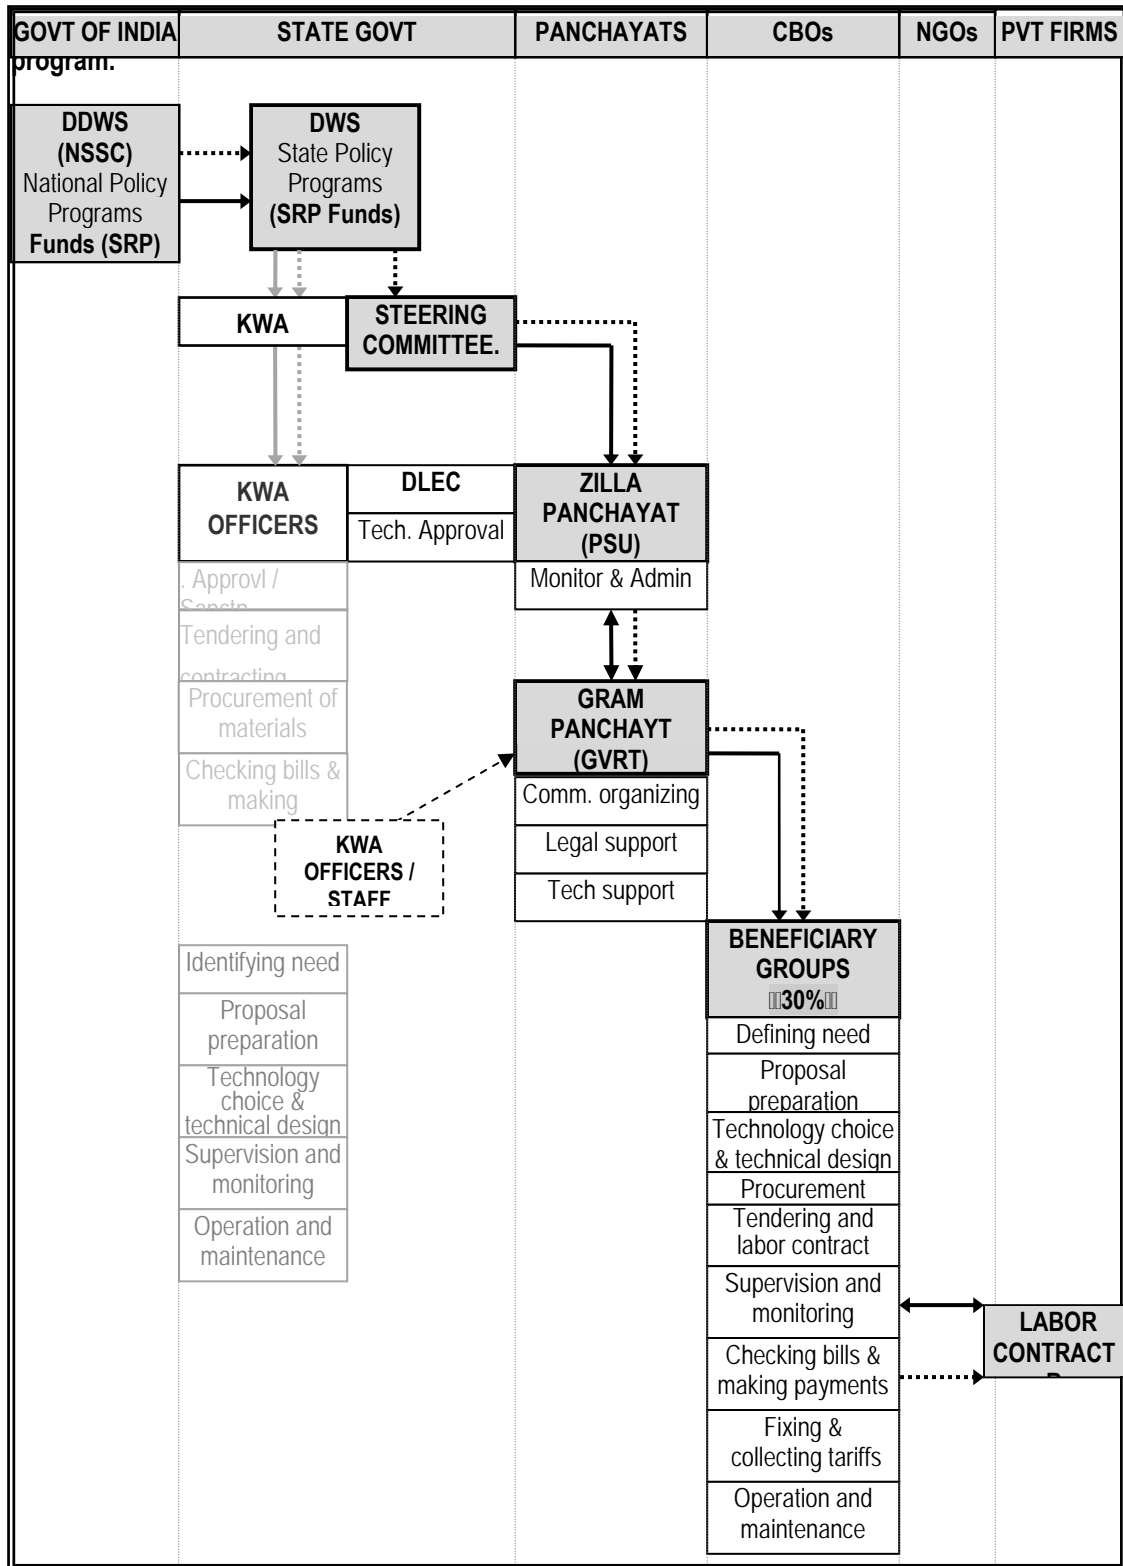 GOVT OF INDIA STATE GOVT PANCHAYATS CBOs NGOs PVT FIRMS
program.
DDWS
(NSSC)
National Policy
Programs
Funds (SRP)
DWS
State Policy
Programs
(SRP Funds)
KWA
STEERING
COMMITTEE.
KWA
OFFICERS
DLEC
Tech. Approval
ZILLA
PANCHAYAT
(PSU)
Monitor & Admin
. Approvl /
Sanctn
Tendering and
contracting
Procurement of
materials
Checking bills &
making
GRAM
PANCHAYT
(GVRT)
Comm. organizing
Legal support
Tech support
KWA
OFFICERS /
STAFF
Identifying need
Proposal
preparation
Technology
choice &
technical design
Supervision and
monitoring
Operation and
maintenance
BENEFICIARY
GROUPS
30%
Defining need
Proposal
preparation
Technology choice
& technical design
Procurement
Tendering and
labor contract
Supervision and
monitoring
Checking bills &
making payments
Fixing &
collecting tariffs
Operation and
maintenance
LABOR
CONTRACT